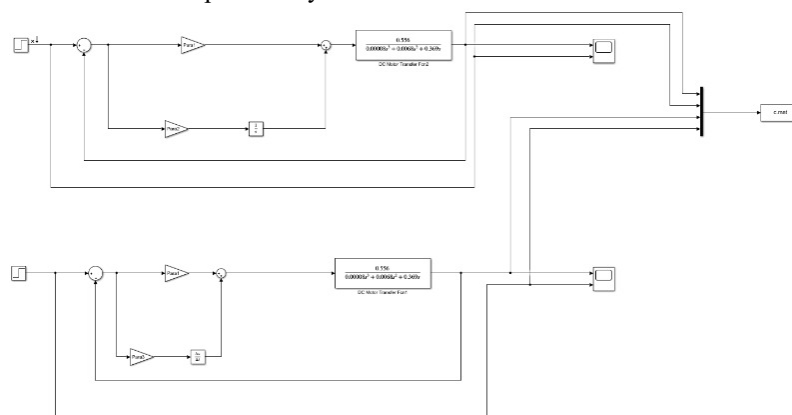 Para1
0.556
0.00008s³ + 0.0068s² + 0.369s
DC Motor Transfer Fcn2
Para2
c.mat
Para4
0.556
0.00008s³ + 0.0068s² + 0.369s
DC Motor Transfer Fcn1
Para3